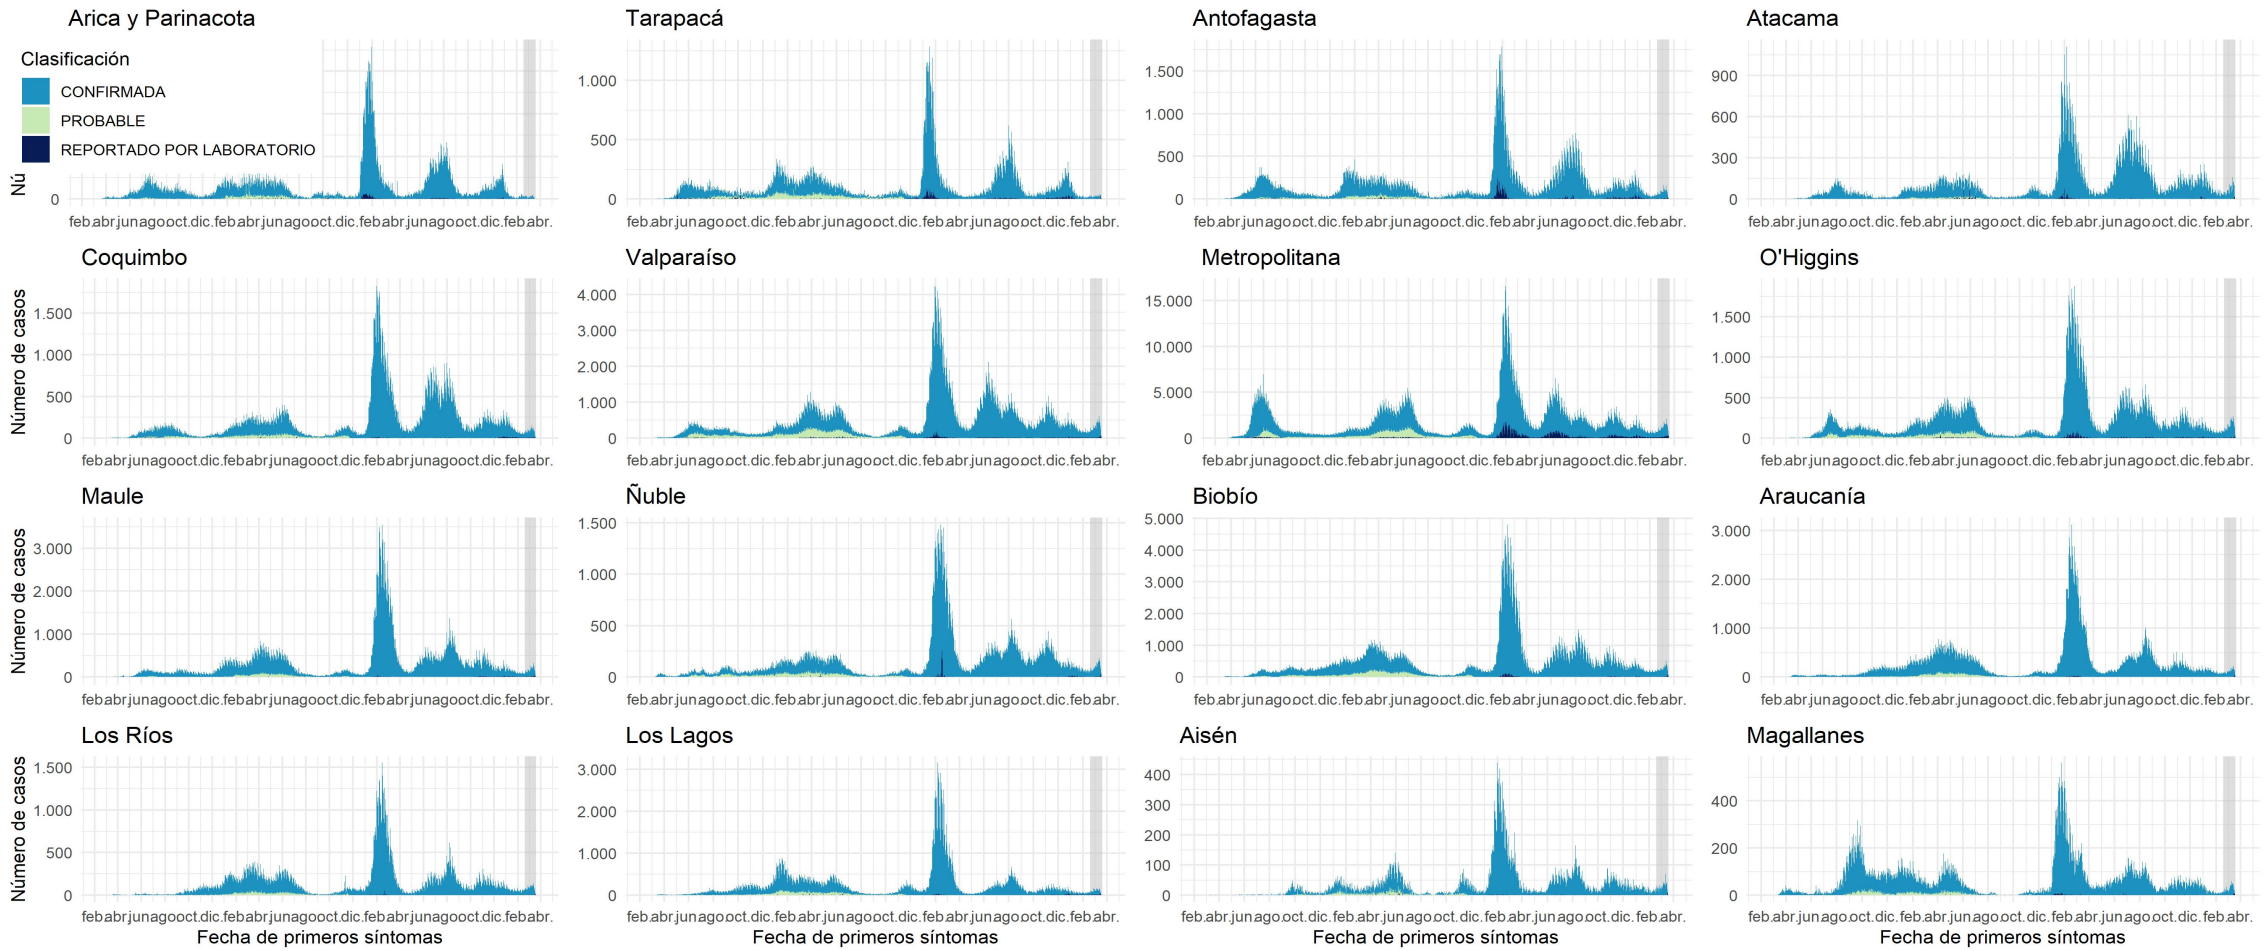 Arica y Parinacota
Tarapacá
Antofagasta
Atacama
Clasificación
CONFIRMADA
PROBABLE
REPORTADO POR LABORATORIO
Nú
0
1.000
500
0
1.500
1.000
500
0
900
600
300
0
feb.abr.jun.ago.oct.dic.feb.abr.jun.ago.oct.dic.feb.abr.jun.ago.oct.dic.feb.abr.
feb.abr.jun.ago.oct.dic.feb.abr.jun.ago.oct.dic.feb.abr.jun.ago.oct.dic.feb.abr.
feb.abr.jun.ago.oct.dic.feb.abr.jun.ago.oct.dic.feb.abr.jun.ago.oct.dic.feb.abr.
feb.abr.jun.ago.oct.dic.feb.abr.jun.ago.oct.dic.feb.abr.jun.ago.oct.dic.feb.abr.
Coquimbo
Valparaíso
Metropolitana
O'Higgins
Número de casos
1.500
1.000
500
0
4.000
3.000
2.000
1.000
0
15.000
10.000
5.000
0
1.500
1.000
500
0
feb.abr.jun.ago.oct.dic.feb.abr.jun.ago.oct.dic.feb.abr.jun.ago.oct.dic.feb.abr.
feb.abr.jun.ago.oct.dic.feb.abr.jun.ago.oct.dic.feb.abr.jun.ago.oct.dic.feb.abr.
feb.abr.jun.ago.oct.dic.feb.abr.jun.ago.oct.dic.feb.abr.jun.ago.oct.dic.feb.abr.
feb.abr.jun.ago.oct.dic.feb.abr.jun.ago.oct.dic.feb.abr.jun.ago.oct.dic.feb.abr.
Maule
Ñuble
Biobío
Araucanía
Número de casos
3.000
2.000
1.000
0
1.500
1.000
500
0
5.000
4.000
3.000
2.000
1.000
0
3.000
2.000
1.000
0
feb.abr.jun.ago.oct.dic.feb.abr.jun.ago.oct.dic.feb.abr.jun.ago.oct.dic.feb.abr.
feb.abr.jun.ago.oct.dic.feb.abr.jun.ago.oct.dic.feb.abr.jun.ago.oct.dic.feb.abr.
feb.abr.jun.ago.oct.dic.feb.abr.jun.ago.oct.dic.feb.abr.jun.ago.oct.dic.feb.abr.
feb.abr.jun.ago.oct.dic.feb.abr.jun.ago.oct.dic.feb.abr.jun.ago.oct.dic.feb.abr.
Los Ríos
Los Lagos
Aisén
Magallanes
Número de casos
1.500
1.000
500
0
3.000
2.000
1.000
0
400
300
200
100
0
400
200
0
feb.abr.jun.ago.oct.dic.feb.abr.jun.ago.oct.dic.feb.abr.jun.ago.oct.dic.feb.abr.
feb.abr.jun.ago.oct.dic.feb.abr.jun.ago.oct.dic.feb.abr.jun.ago.oct.dic.feb.abr.
feb.abr.jun.ago.oct.dic.feb.abr.jun.ago.oct.dic.feb.abr.jun.ago.oct.dic.feb.abr.
feb.abr.jun.ago.oct.dic.feb.abr.jun.ago.oct.dic.feb.abr.jun.ago.oct.dic.feb.abr.
Fecha de primeros síntomas
Fecha de primeros síntomas
Fecha de primeros síntomas
Fecha de primeros síntomas